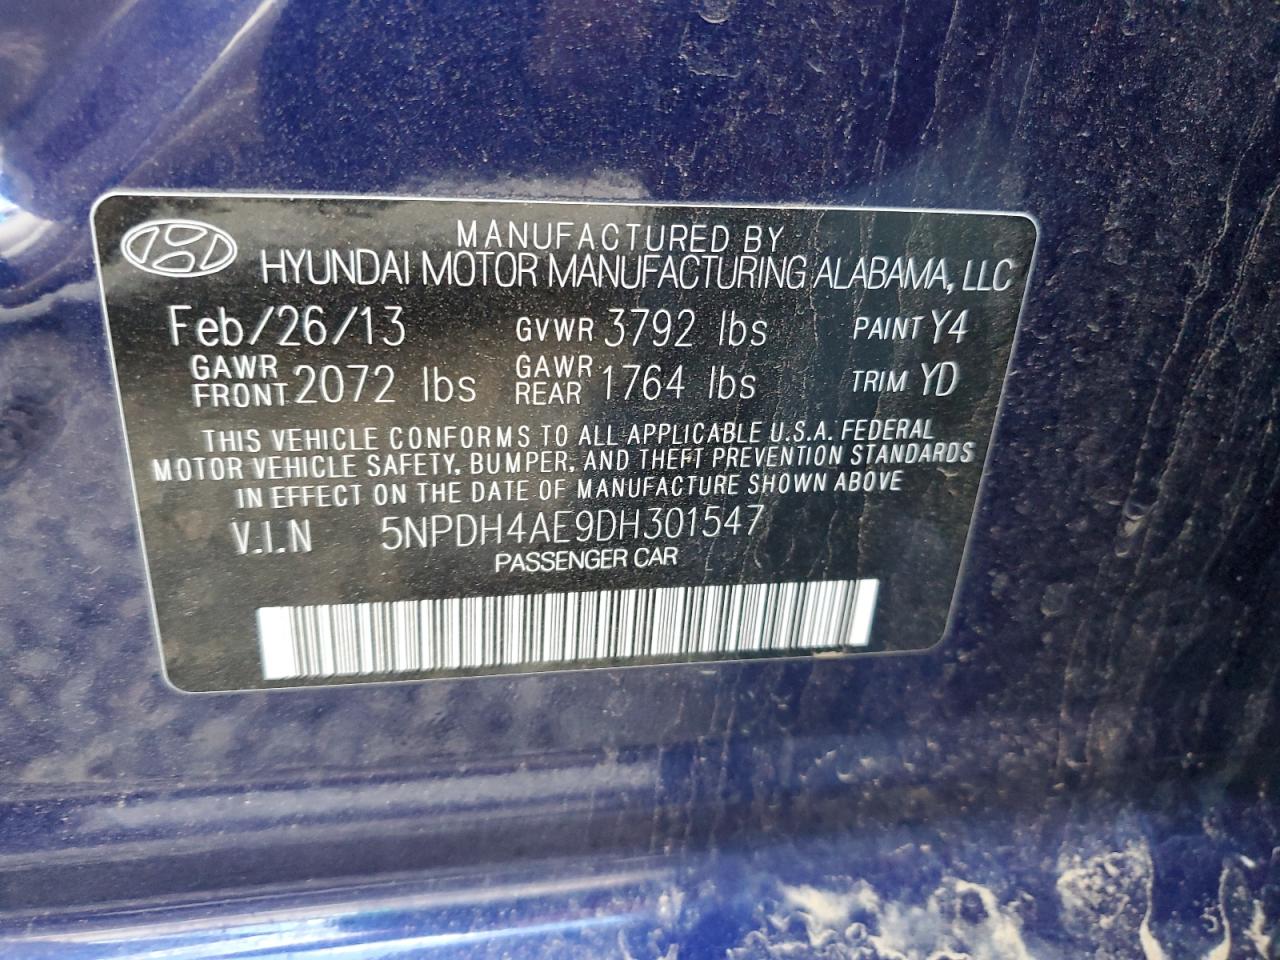 MANUFACTURED BY
HYUNDAI MOTOR MANUFACTURING ALABAMA, LLC
Feb/26/13 GVWR 3792 lbs PAINT Y4
GAWR FRONT 2072 lbs GAWR REAR 1764 lbs TRIM YD
THIS VEHICLE CONFORMS TO ALL APPLICABLE U.S.A. FEDERAL
MOTOR VEHICLE SAFETY, BUMPER, AND THEFT PREVENTION STANDARDS
IN EFFECT ON THE DATE OF MANUFACTURE SHOWN ABOVE
V.I.N 5NPDH4AE9DH301547
PASSENGER CAR